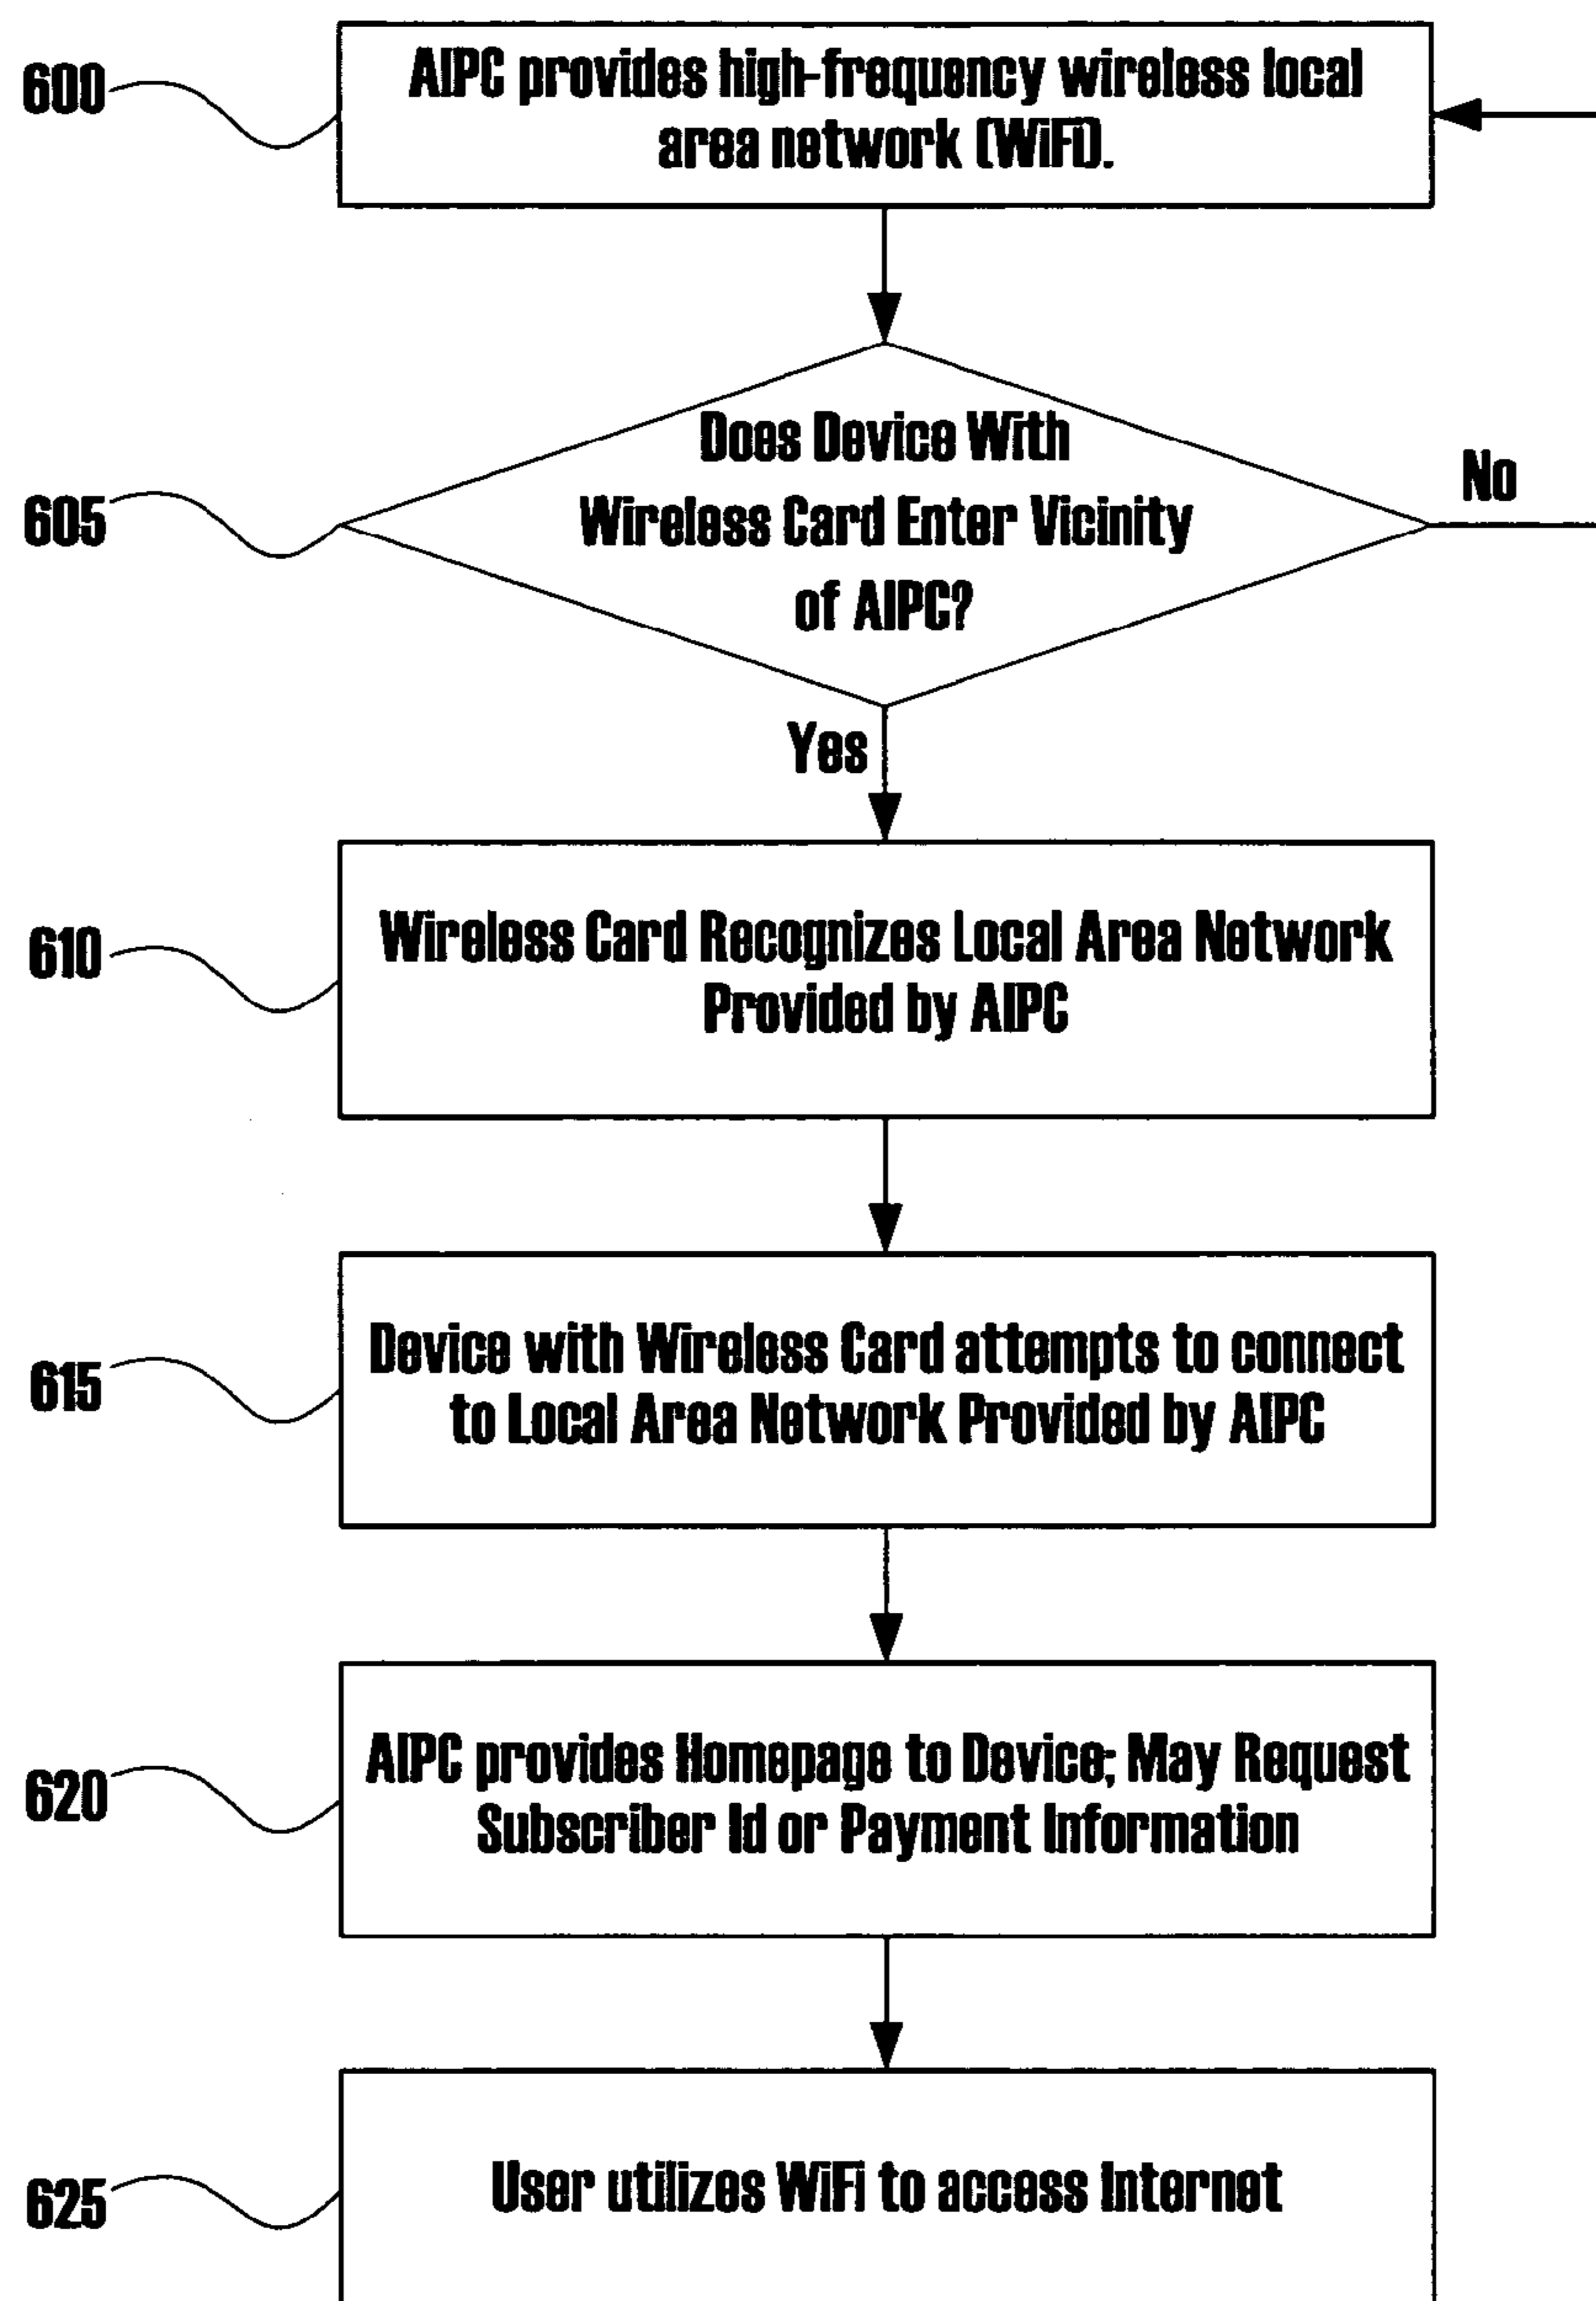 600
AIPC provides high-frequency wireless local
area network (WiFi).
605
Does Device With
Wireless Card Enter Vicinity
of AIPC?
No
Yes
610
Wireless Card Recognizes Local Area Network
Provided by AIPC
615
Device with Wireless Card attempts to connect
to Local Area Network Provided by AIPC
620
AIPC provides Homepage to Device; May Request
Subscriber Id or Payment Information
625
User utilizes WiFi to access Internet